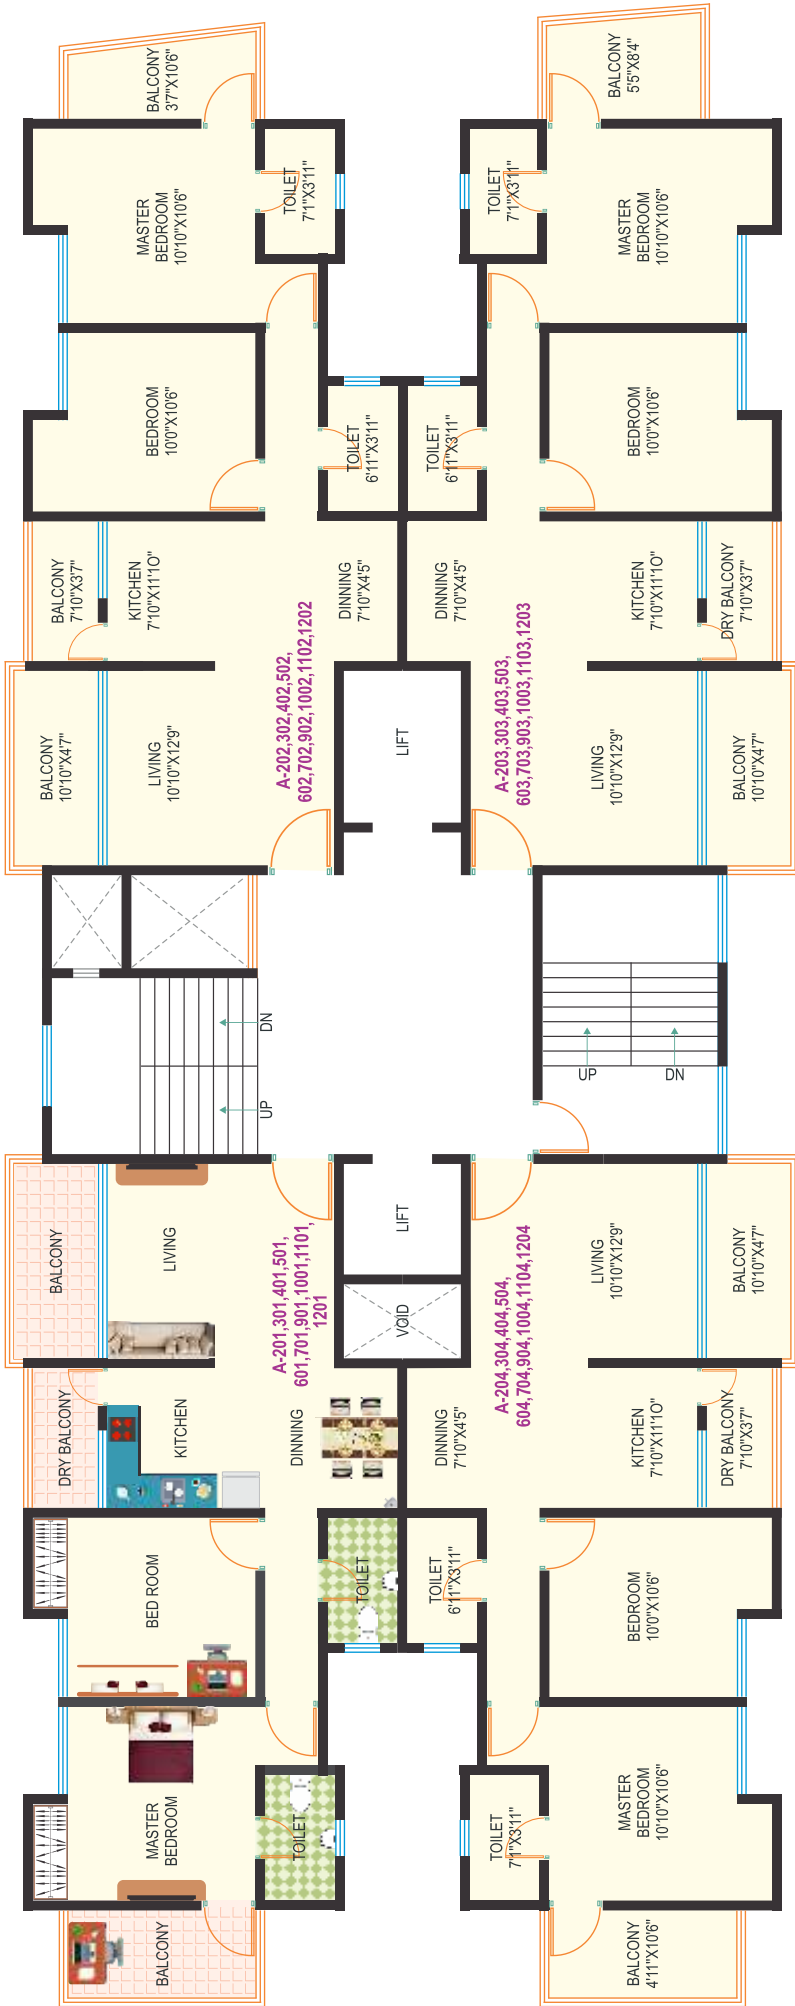 BALCONY
3'7"X10'6"
BALCONY
5'5"X8'4"
MASTER
BEDROOM
10'10"X10'6"
TOILET
7'1"X3'11"
TOILET
7'1"X3'11"
MASTER
BEDROOM
10'10"X10'6"
BEDROOM
10'0"X10'6"
TOILET
6'11"X3'11"
TOILET
6'11"X3'11"
BEDROOM
10'0"X10'6"
BALCONY
7'10"X3'7"
KITCHEN
7'10"X11'1O"
DINNING
7'10"X4'5"
DINNING
7'10"X4'5"
KITCHEN
7'10"X11'1O"
DRY BALCONY
7'10"X3'7"
A-202,302,402,502,
602,702,902,1002,1102,1202
A-203,303,403,503,
603,703,903,1003,1103,1203
BALCONY
10'10"X4'7"
LIVING
10'10"X12'9"
LIFT
LIVING
10'10"X12'9"
BALCONY
10'10"X4'7"
DN
UP
UP
DN
BALCONY
LIVING
A-201,301,401,501,
601,701,901,1001,1101,
1201
LIFT
VOID
A-204,304,404,504,
604,704,904,1004,1104,1204
LIVING
10'10"X12'9"
BALCONY
10'10"X4'7"
DRY BALCONY
KITCHEN
DINNING
DINNING
7'10"X4'5"
KITCHEN
7'10"X11'1O"
DRY BALCONY
7'10"X3'7"
BED ROOM
TOILET
TOILET
6'11"X3'11"
BEDROOM
10'0"X10'6"
MASTER
BEDROOM
TOILET
TOILET
7'1"X3'11"
MASTER
BEDROOM
10'10"X10'6"
BALCONY
BALCONY
4'11"X10'6"